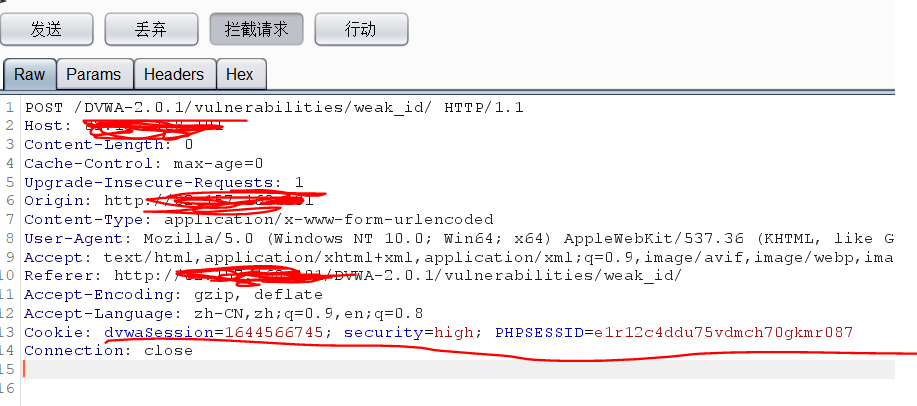 发送 丢弃 拦截请求 行动
Raw Params Headers Hex
1 POST /DVWA-2.0.1/vulnerabilities/weak_id/ HTTP/1.1
2 Host:
3 Content-Length: 0
4 Cache-Control: max-age=0
5 Upgrade-Insecure-Requests: 1
6 Origin: http://
7 Content-Type: application/x-www-form-urlencoded
8 User-Agent: Mozilla/5.0 (Windows NT 10.0; Win64; x64) AppleWebKit/537.36 (KHTML, like G
9 Accept: text/html,application/xhtml+xml,application/xml;q=0.9,image/avif,image/webp,ima
10 Referer: http:// /DVWA-2.0.1/vulnerabilities/weak_id/
11 Accept-Encoding: gzip, deflate
12 Accept-Language: zh-CN,zh;q=0.9,en;q=0.8
13 Cookie: dvwaSession=1644566745; security=high; PHPSESSID=e1r12c4ddu75vdmch70gkmr087
14 Connection: close
15
16